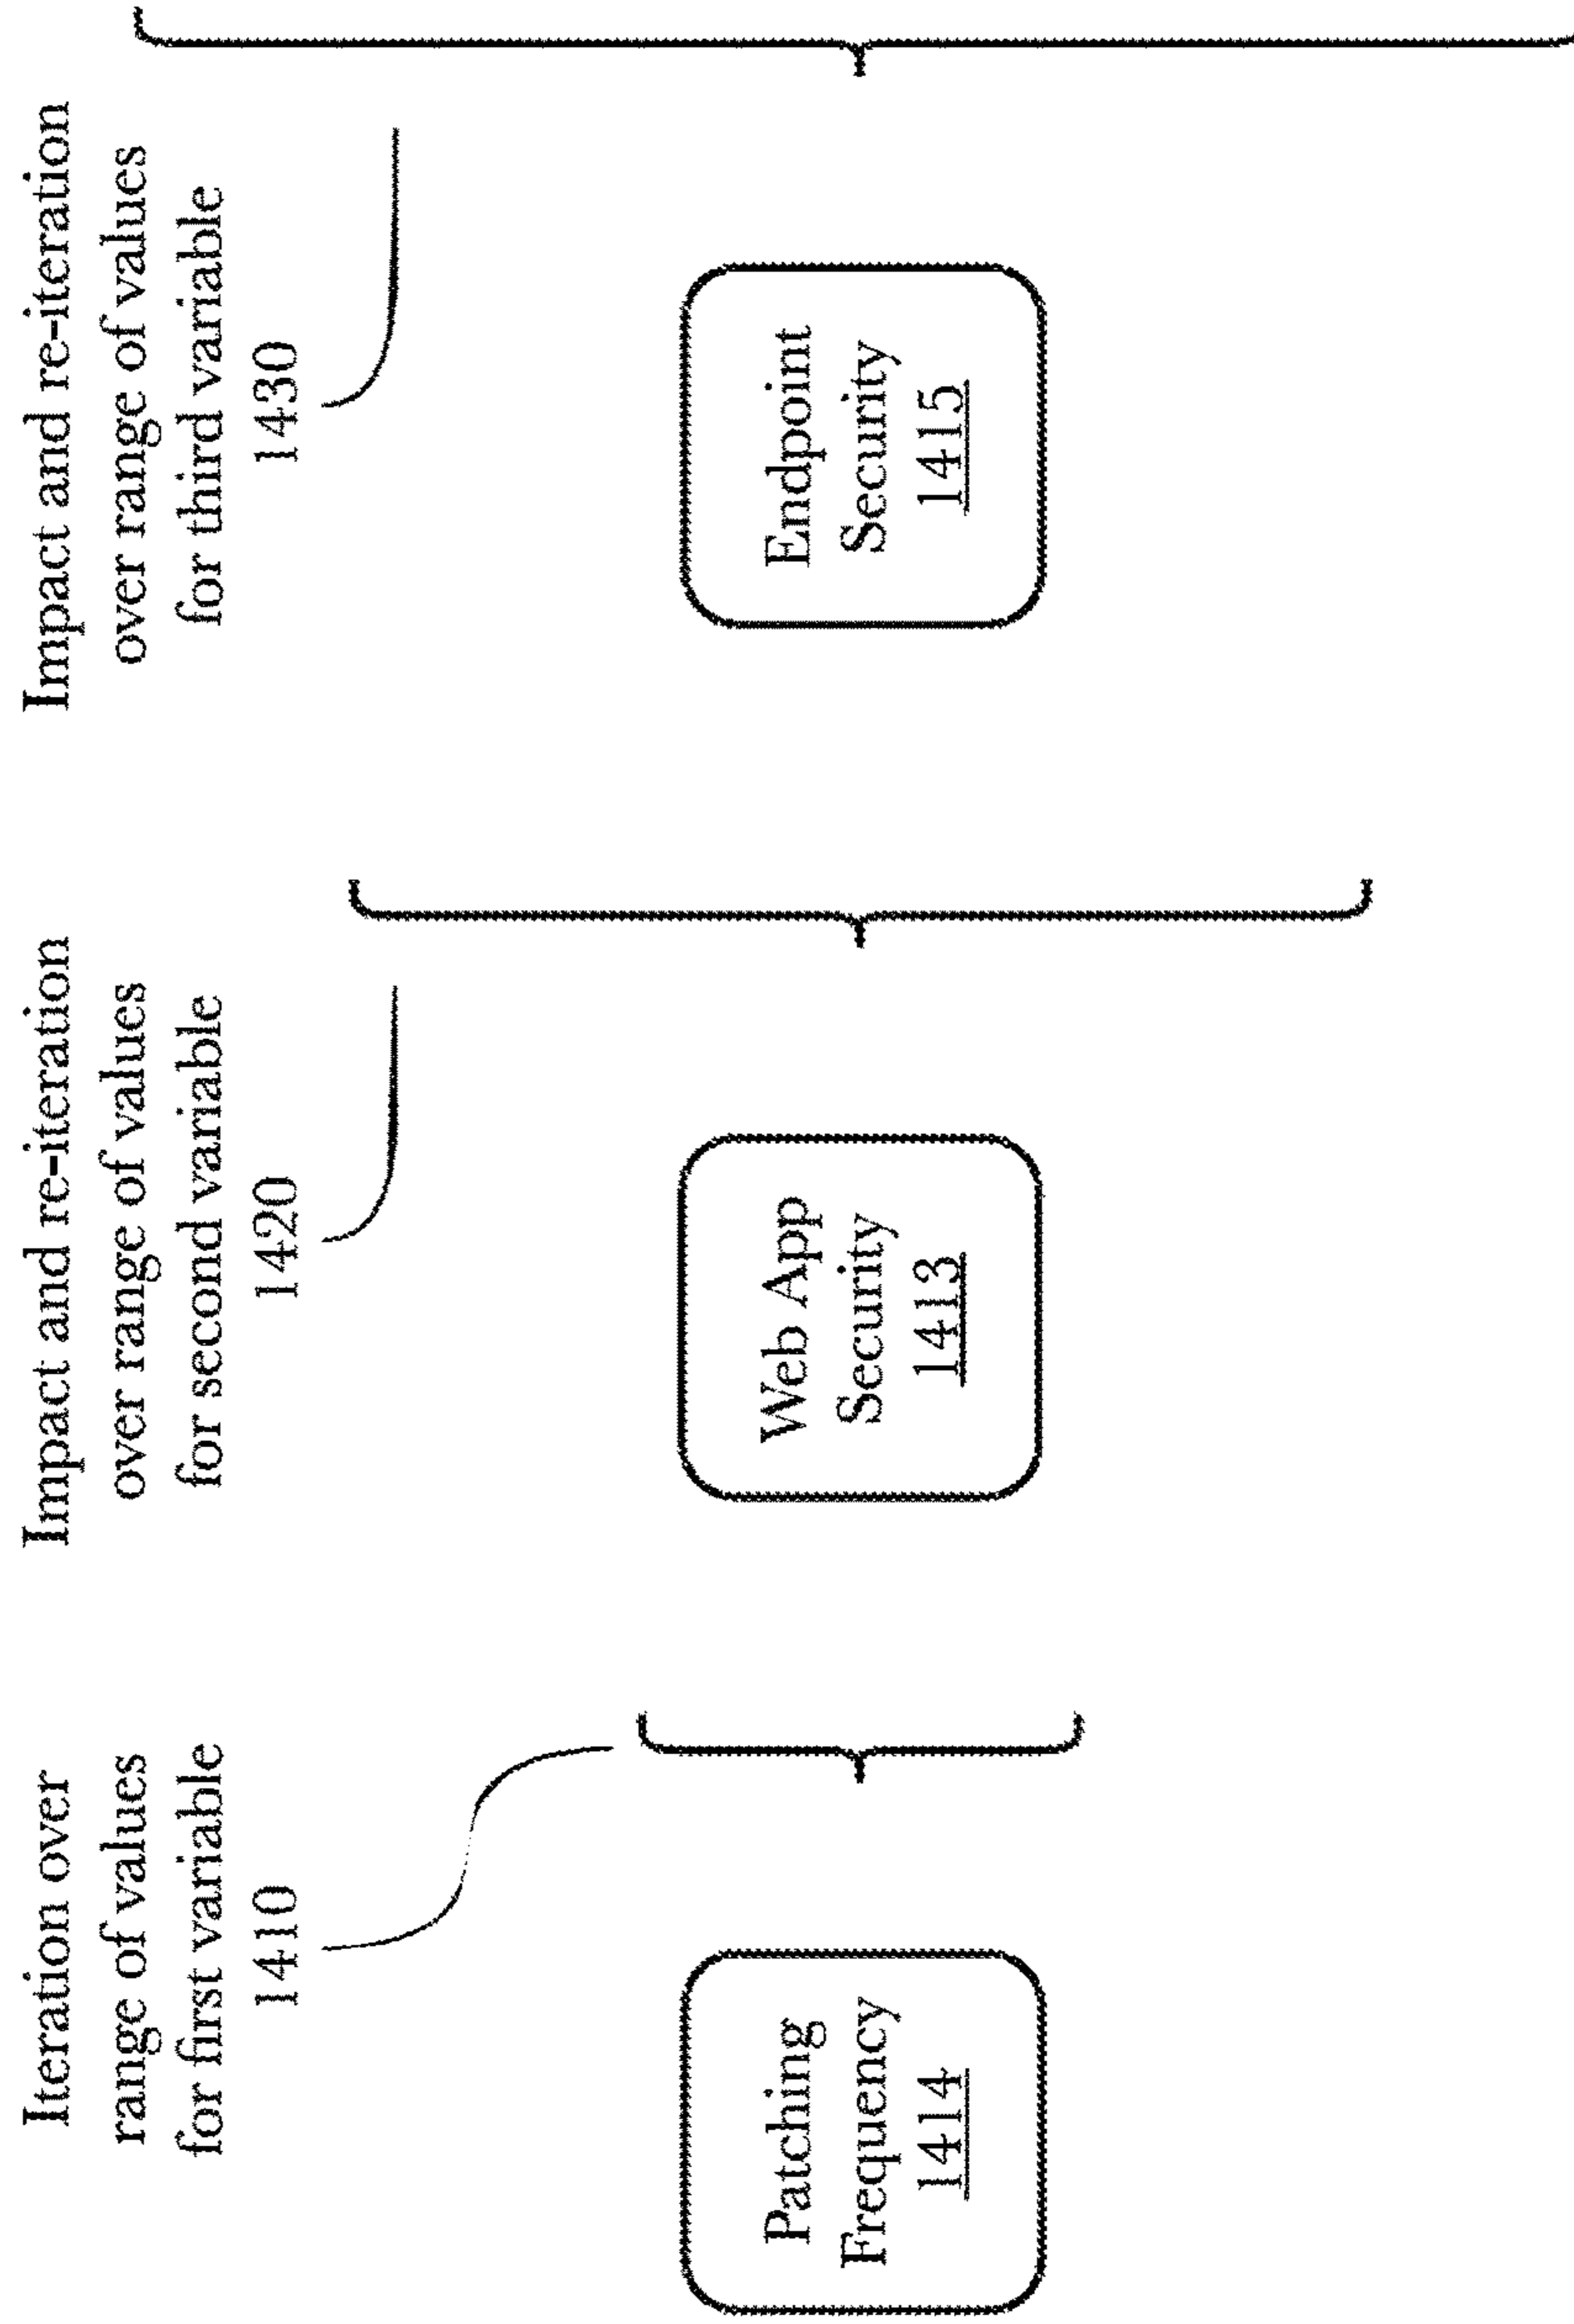 Iteration over
range of values
for first variable
1410
Impact and re-iteration
over range of values
for second variable
1420
Impact and re-iteration
over range of values
for third variable
1430
Patching
Frequency
1414
Web App
Security
1413
Endpoint
Security
1415